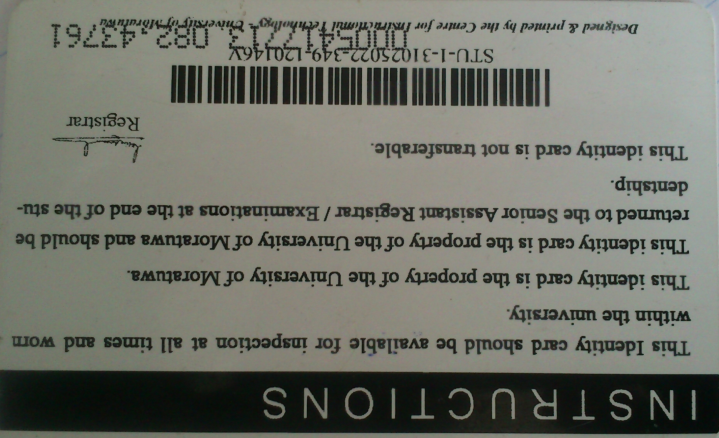 INSTRUCTIONS
This Identity card should be available for inspection at all times and worn
within the university.
This identity card is the property of the University of Moratuwa.
This identity card is the property of the University of Moratuwa and should be
returned to the Senior Assistant Registrar / Examinations at the end of the stu-
dentship.
This identity card is not transferable.
Registrar
STU-1-31025022-349-L20146V
0005417713 082,43761
Designed & printed by the Centre for Instructional Technology - University of Moratuwa